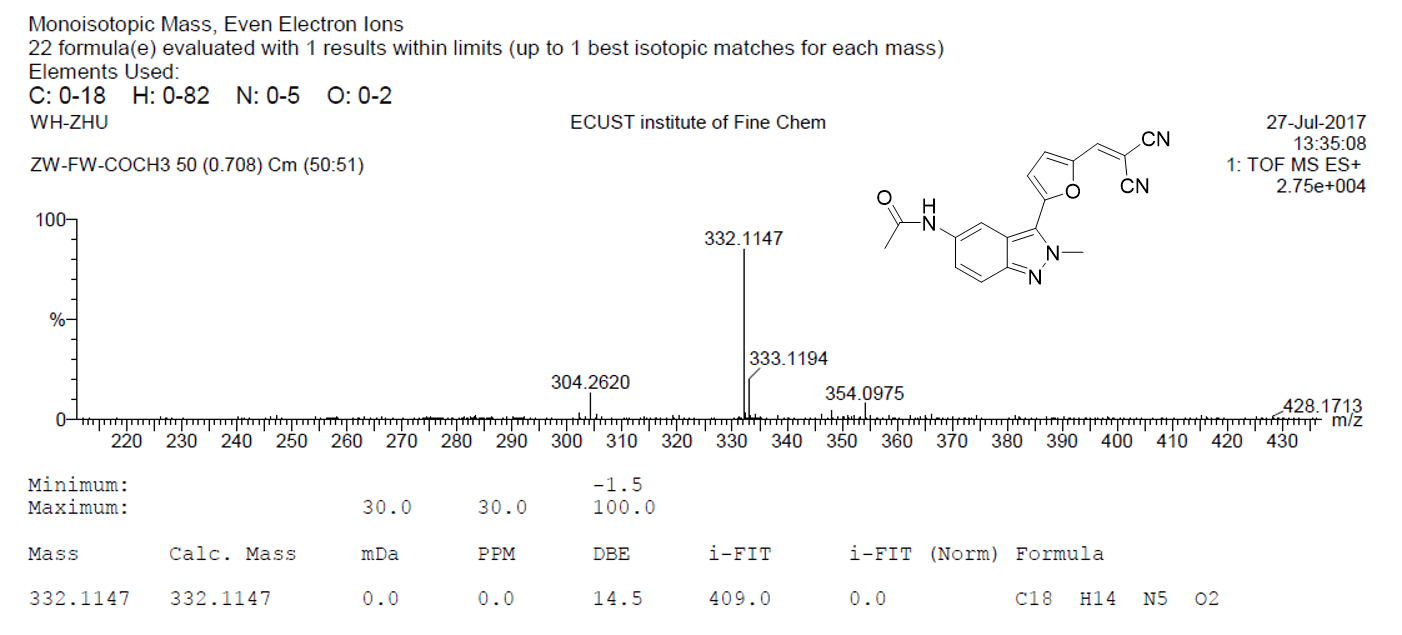 Monoisotopic Mass, Even Electron Ions
22 formula(e) evaluated with 1 results within limits (up to 1 best isotopic matches for each mass)
Elements Used:
C: 0-18 H: 0-82 N: 0-5 O: 0-2
WH-ZHU ECUST institute of Fine Chem 27-Jul-2017
13:35:08
ZW-FW-COCH3 50 (0.708) Cm (50:51) 1: TOF MS ES+
2.75e+004
CN
CN
O
O
H
N
N
N
100
%
0
332.1147
333.1194
304.2620
354.0975
428.1713
m/z
220 230 240 250 260 270 280 290 300 310 320 330 340 350 360 370 380 390 400 410 420 430
Minimum: -1.5
Maximum: 30.0 30.0 100.0
Mass Calc. Mass mDa PPM DBE i-FIT i-FIT (Norm) Formula
332.1147 332.1147 0.0 0.0 14.5 409.0 0.0 C18 H14 N5 O2